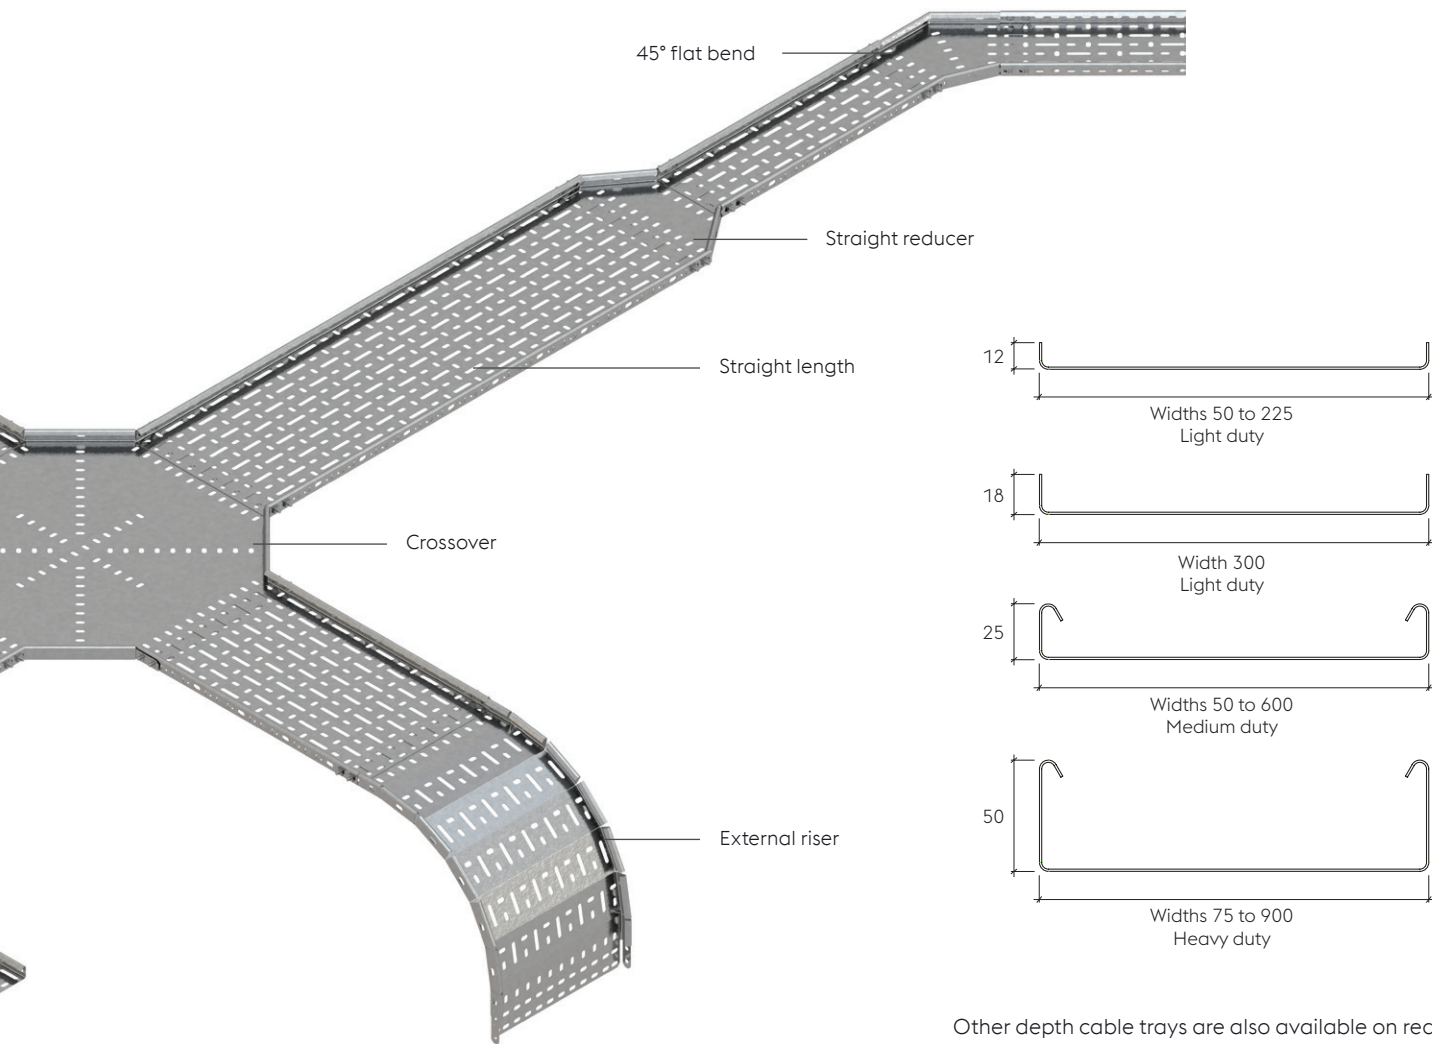 45° flat bend
Straight reducer
Straight length
Crossover
External riser
12
Widths 50 to 225
Light duty
18
Width 300
Light duty
25
Widths 50 to 600
Medium duty
50
Widths 75 to 900
Heavy duty
Other depth cable trays are also available on